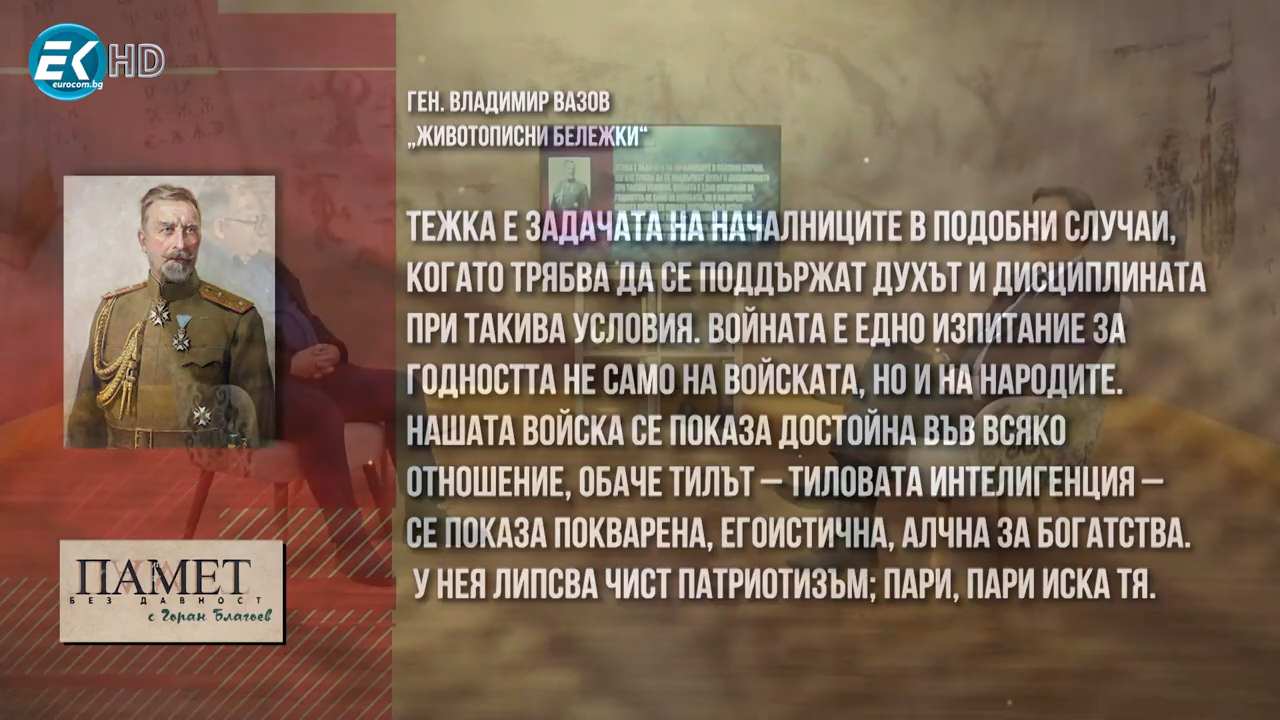 EK HD
eurocom.bg
ГЕН. ВЛАДИМИР ВАЗОВ
„ЖИВОТОПИСНИ БЕЛЕЖКИ“
ТЕЖКА Е ЗАДАЧАТА НА НАЧАЛНИЦИТЕ В ПОДОБНИ СЛУЧАИ,
КОГАТО ТРЯБВА ДА СЕ ПОДДЪРЖАТ ДУХЪТ И ДИСЦИПЛИНАТА
ПРИ ТАКИВА УСЛОВИЯ. ВОЙНАТА Е ЕДНО ИЗПИТАНИЕ ЗА
ГОДНОСТТА НЕ САМО НА ВОЙСКАТА, НО И НА НАРОДИТЕ.
НАШАТА ВОЙСКА СЕ ПОКАЗА ДОСТОЙНА ВЪВ ВСЯКО
ОТНОШЕНИЕ, ОБАЧЕ ТИЛЪТ – ТИЛОВАТА ИНТЕЛИГЕНЦИЯ –
СЕ ПОКАЗА ПОКВАРЕНА, ЕГОИСТИЧНА, АЛЧНА ЗА БОГАТСТВА.
У НЕЯ ЛИПСВА ЧИСТ ПАТРИОТИЗЪМ; ПАРИ, ПАРИ ИСКА ТЯ.
ПАМЕТ
БЕЗ ДАВНОСТ
с Горан Благоев